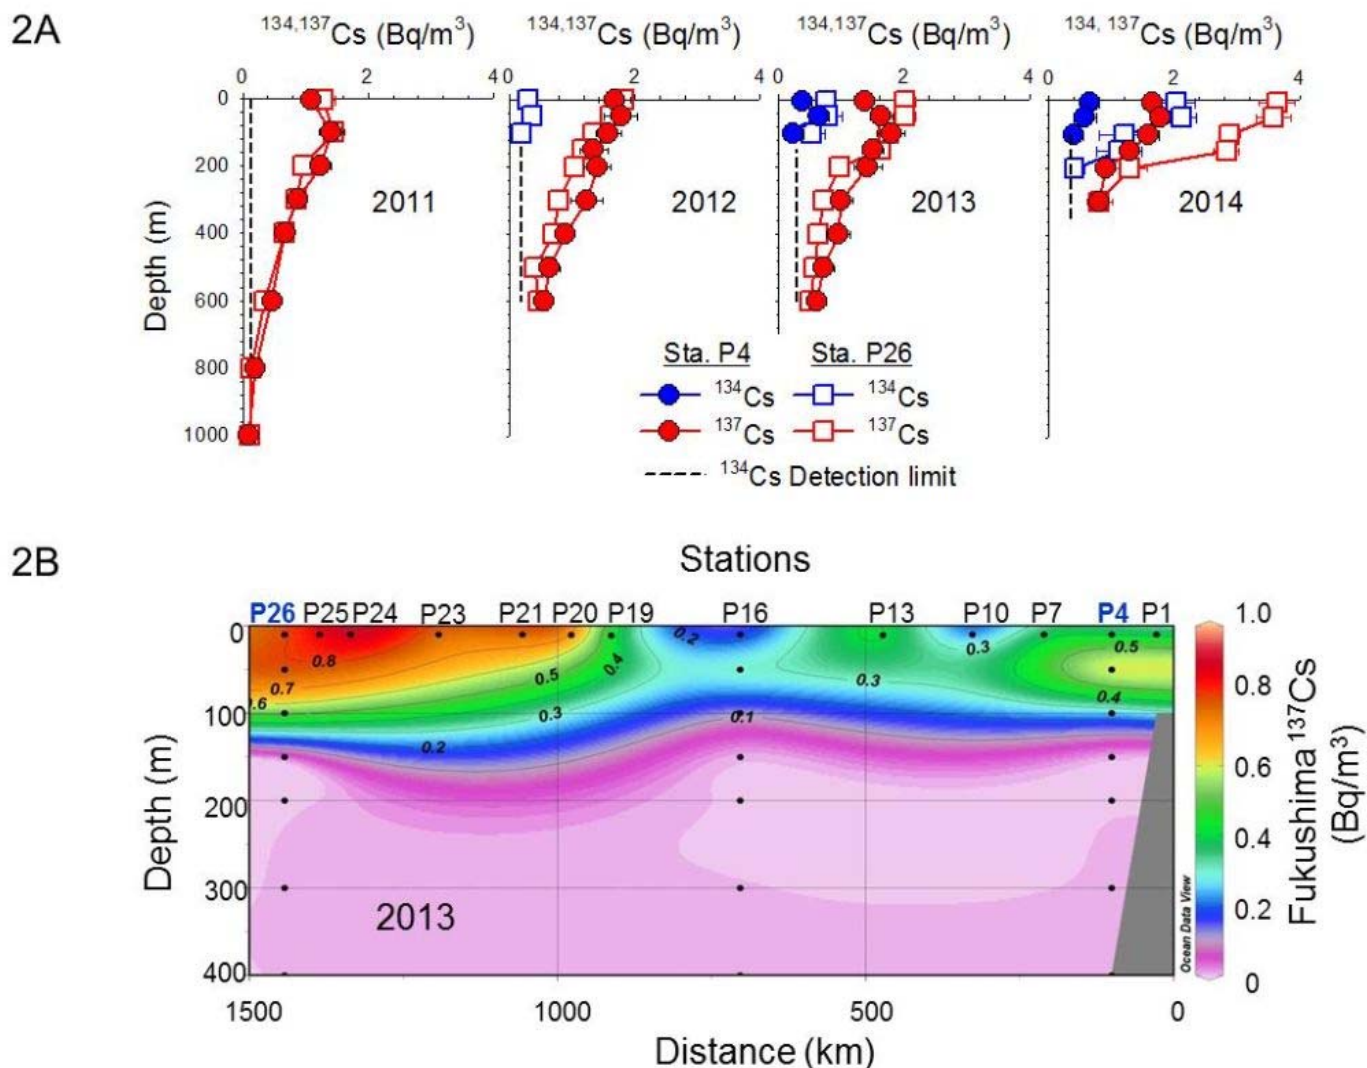 2A
134,137Cs (Bq/m3) 134,137Cs (Bq/m3) 134,137Cs (Bq/m3) 134, 137Cs (Bq/m3)
0 2 4 0 2 4 0 2 4 0 2 4
0
200
400
600
800
1000
Depth (m)
2011 2012 2013 2014
Sta. P4 Sta. P26
134Cs 134Cs
137Cs 137Cs
134Cs Detection limit
2B
Stations
P26 P25 P24 P23 P21 P20 P19 P16 P13 P10 P7 P4 P1
0
100
200
300
400
Depth (m)
0.8
0.7
.6
0.5
0.4
0.3
0.2
0.2
0.1
0.3
0.3
0.5
0.4
2013
Ocean Data View
1.0
0.8
0.6
0.4
0.2
0
Fukushima 137Cs
(Bq/m3)
1500 1000 500 0
Distance (km)